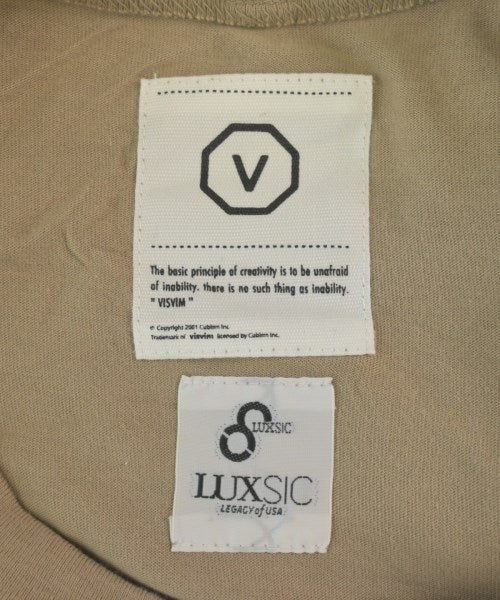 V
The basic principle of creativity is to be unafraid
of inability. there is no such thing as inability.
" VISVIM "
© Copyright 2001 Cubism Inc.
Trademark of visvim licensed by Cubism Inc.
LUXSIC
LUXSIC
LEGACY of USA